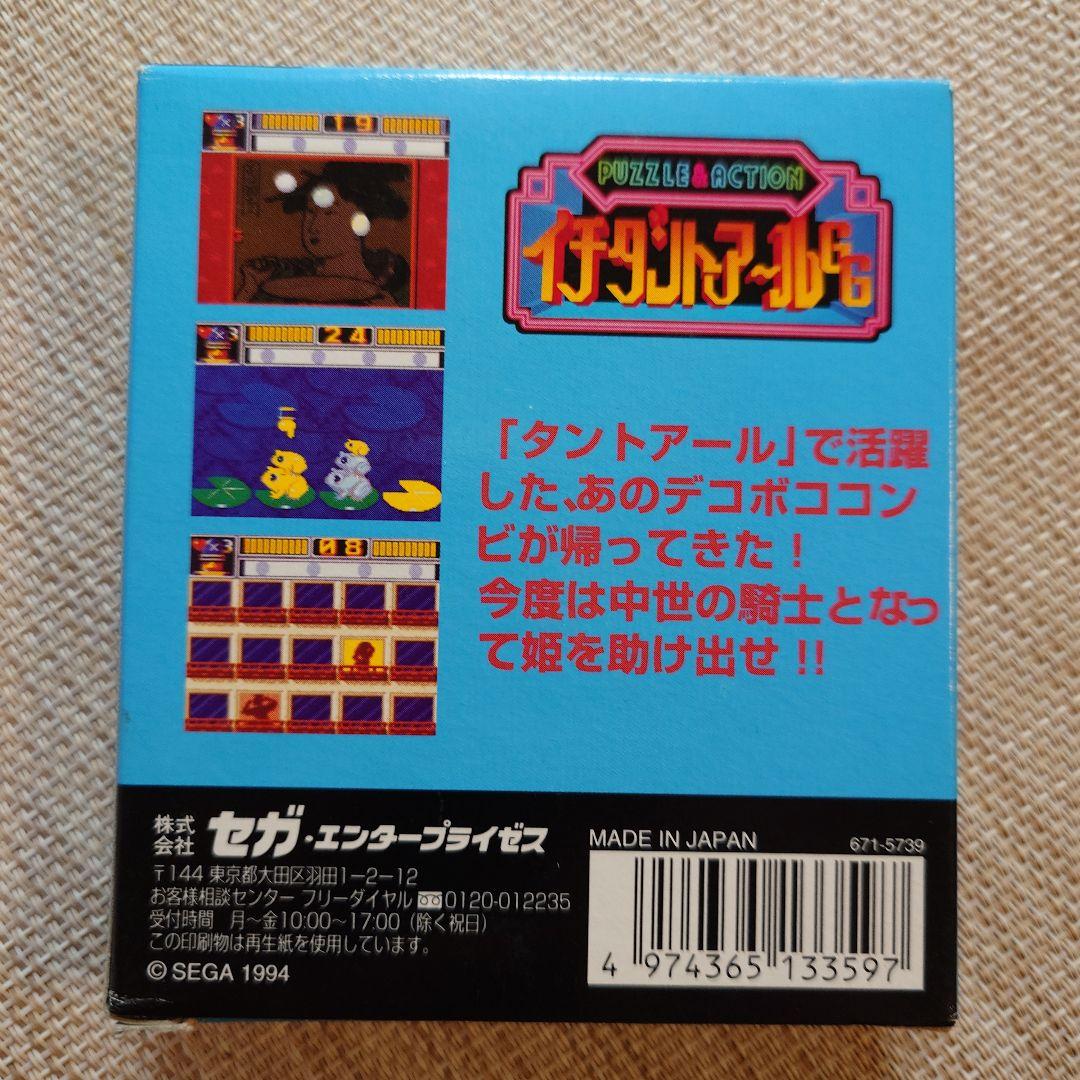 ×3 19
×3 24
×3 08
PUZZLE & ACTION
イチダントアールGG
「タントアール」で活躍
した、あのデコボココン
ビが帰ってきた!
今度は中世の騎士となっ
て姫を助け出せ!!
株式会社 セガ・エンタープライゼス
〒144 東京都大田区羽田1-2-12
お客様相談センター フリーダイヤル 0120-012235
受付時間 月~金10:00~17:00(除く祝日)
この印刷物は再生紙を使用しています。
© SEGA 1994
MADE IN JAPAN
671-5739
4 974365 133597